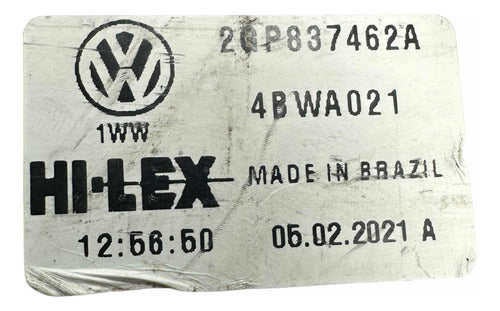 2GP837462A
4BWA021
1WW
HI-LEX MADE IN BRAZIL
12:56:50 05.02.2021 A